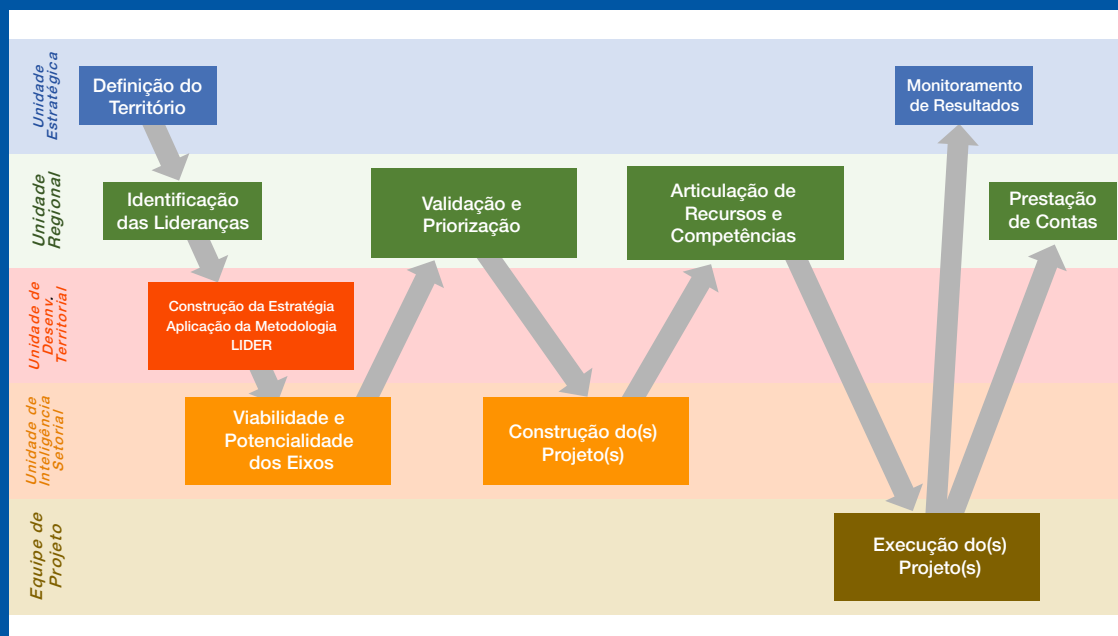 Unidade
Estratégica
Definição do
Território
Monitoramento
de Resultados
Unidade
Regional
Identificação
das Lideranças
Validação e
Priorização
Articulação de
Recursos e
Competências
Prestação
de Contas
Unidade de
Desenv.
Territorial
Construção da Estratégia
Aplicação da Metodologia
LIDER
Unidade de
Inteligência
Setorial
Viabilidade e
Potencialidade
dos Eixos
Construção do(s)
Projeto(s)
Equipe de
Projeto
Execução do(s)
Projeto(s)